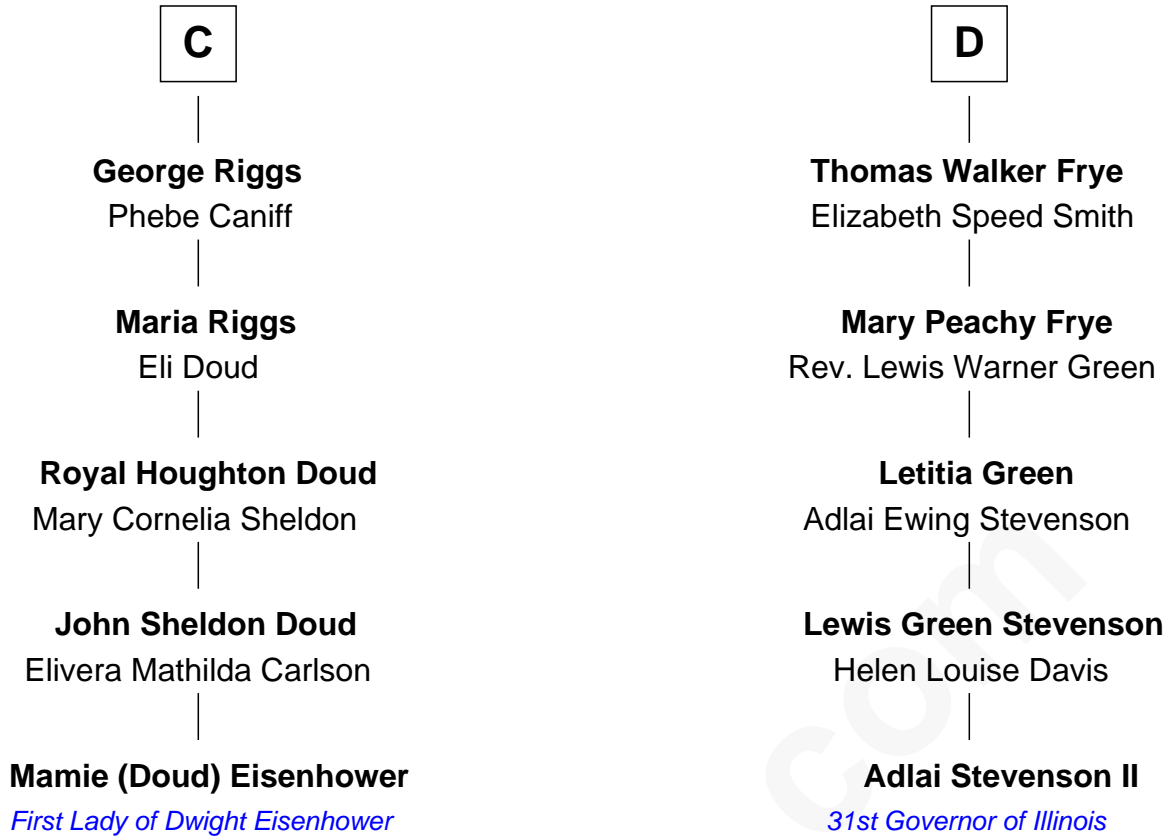 C
George Riggs
Phebe Caniff
Maria Riggs
Eli Doud
Royal Houghton Doud
Mary Cornelia Sheldon
John Sheldon Doud
Elivera Mathilda Carlson
Mamie (Doud) Eisenhower
First Lady of Dwight Eisenhower
D
Thomas Walker Frye
Elizabeth Speed Smith
Mary Peachy Frye
Rev. Lewis Warner Green
Letitia Green
Adlai Ewing Stevenson
Lewis Green Stevenson
Helen Louise Davis
Adlai Stevenson II
31st Governor of Illinois
com